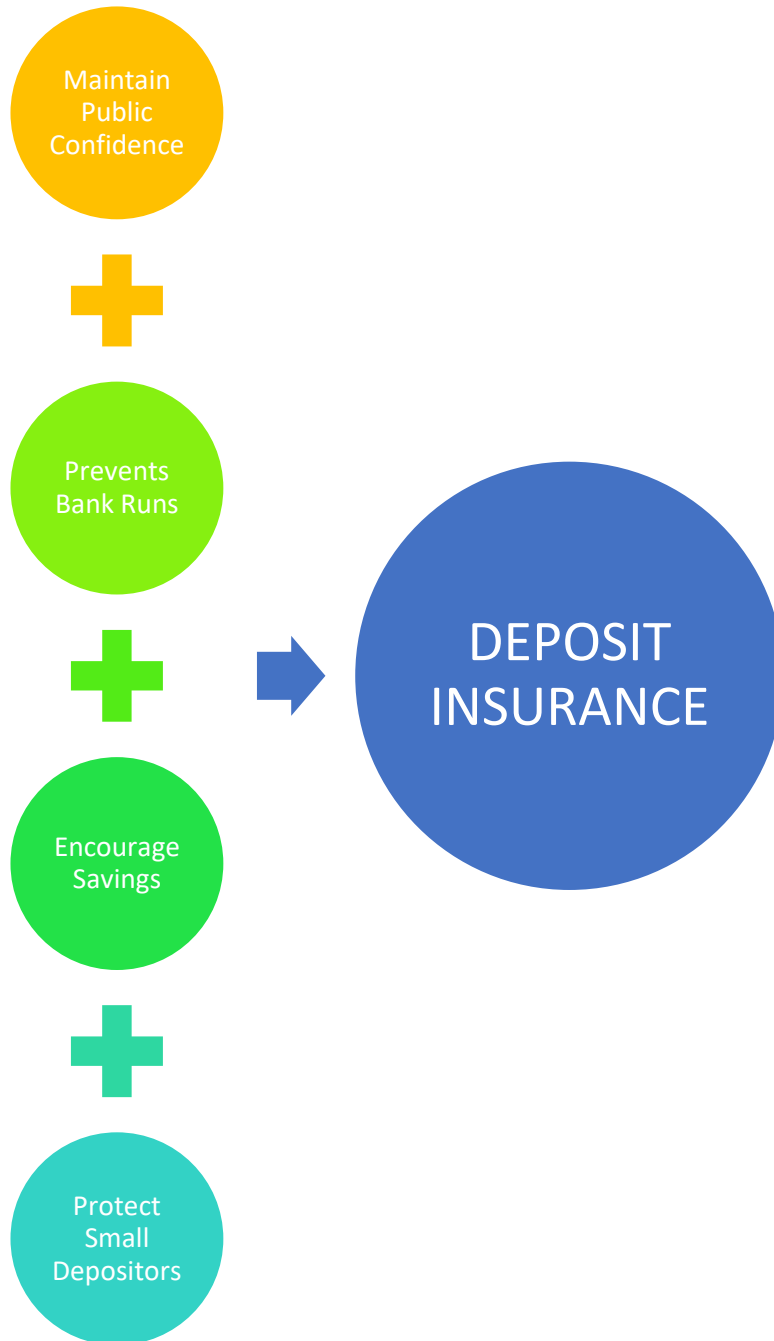 Maintain
Public
Confidence
Prevents
Bank Runs
Encourage
Savings
Protect
Small
Depositors
DEPOSIT
INSURANCE